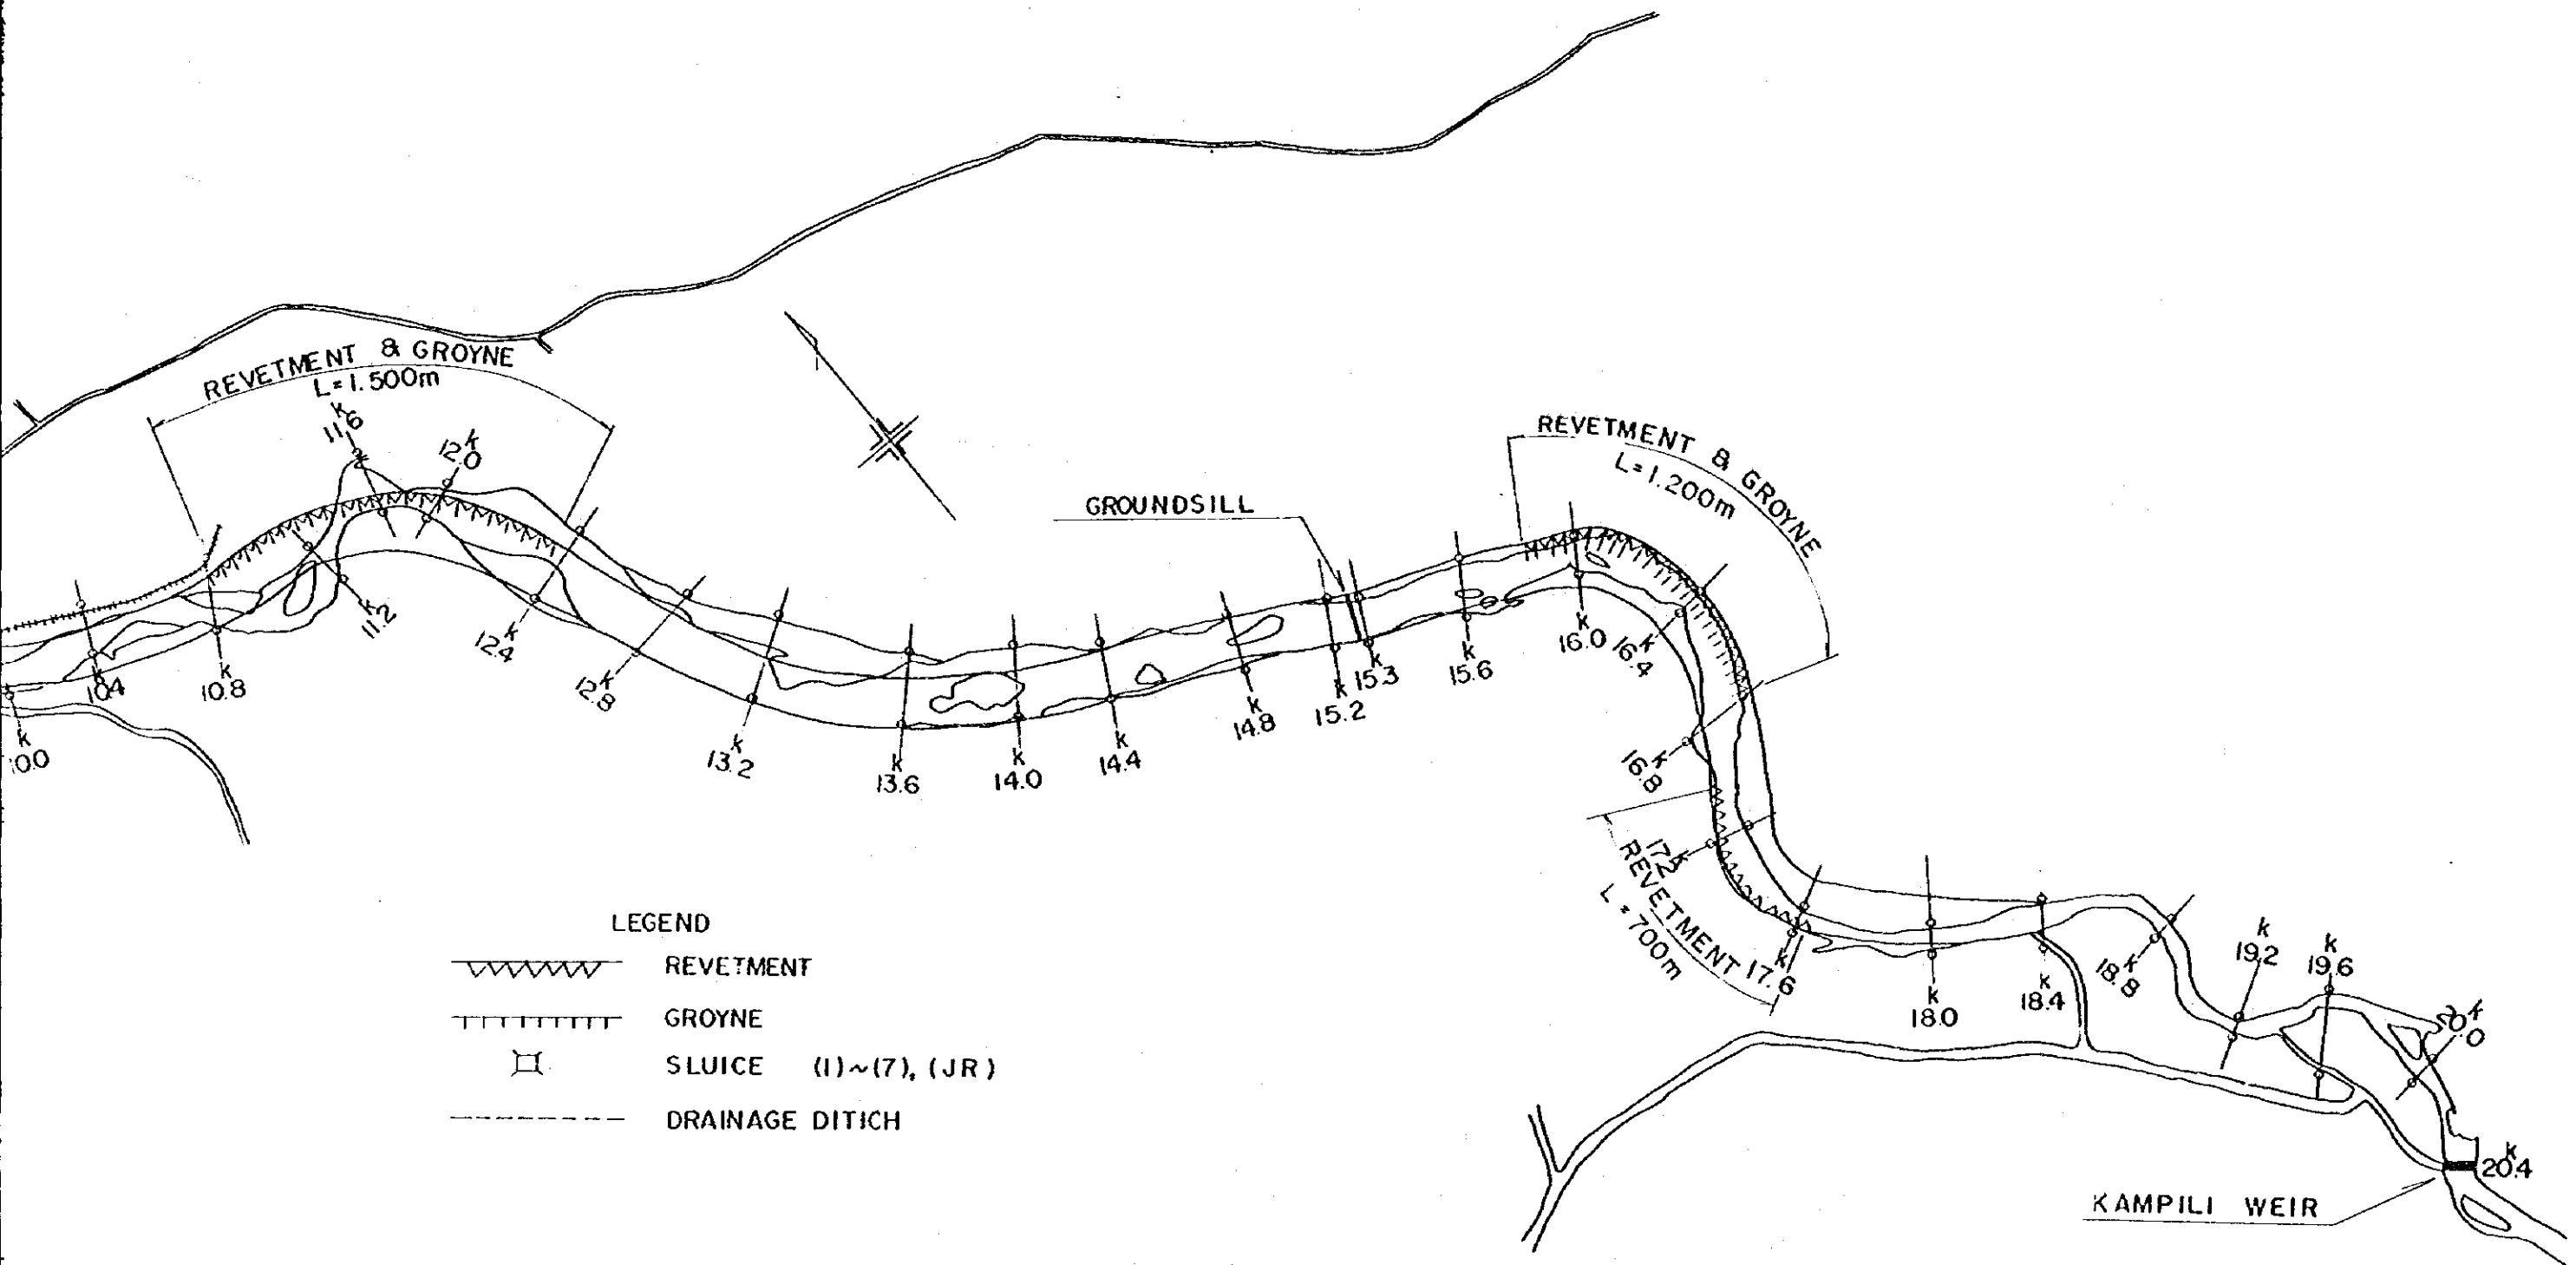 REVETMENT & GROYNE
L=1.500m
REVETMENT & GROYNE
L=1.200m
GROUNDSILL
REVETMENT
L=700m
k
10.0
k
10.4
k
10.8
k
11.2
k
11.6
k
12.0
k
12.4
k
12.8
k
13.2
k
13.6
k
14.0
k
14.4
k
14.8
k
15.2
k
15.3
k
15.6
k
16.0
k
16.4
k
16.8
k
17.2
k
17.6
k
18.0
k
18.4
k
18.8
k
19.2
k
19.6
k
20.0
k
20.4
KAMPILI WEIR
LEGEND
REVETMENT
GROYNE
SLUICE (1)~(7), (JR)
DRAINAGE DITICH